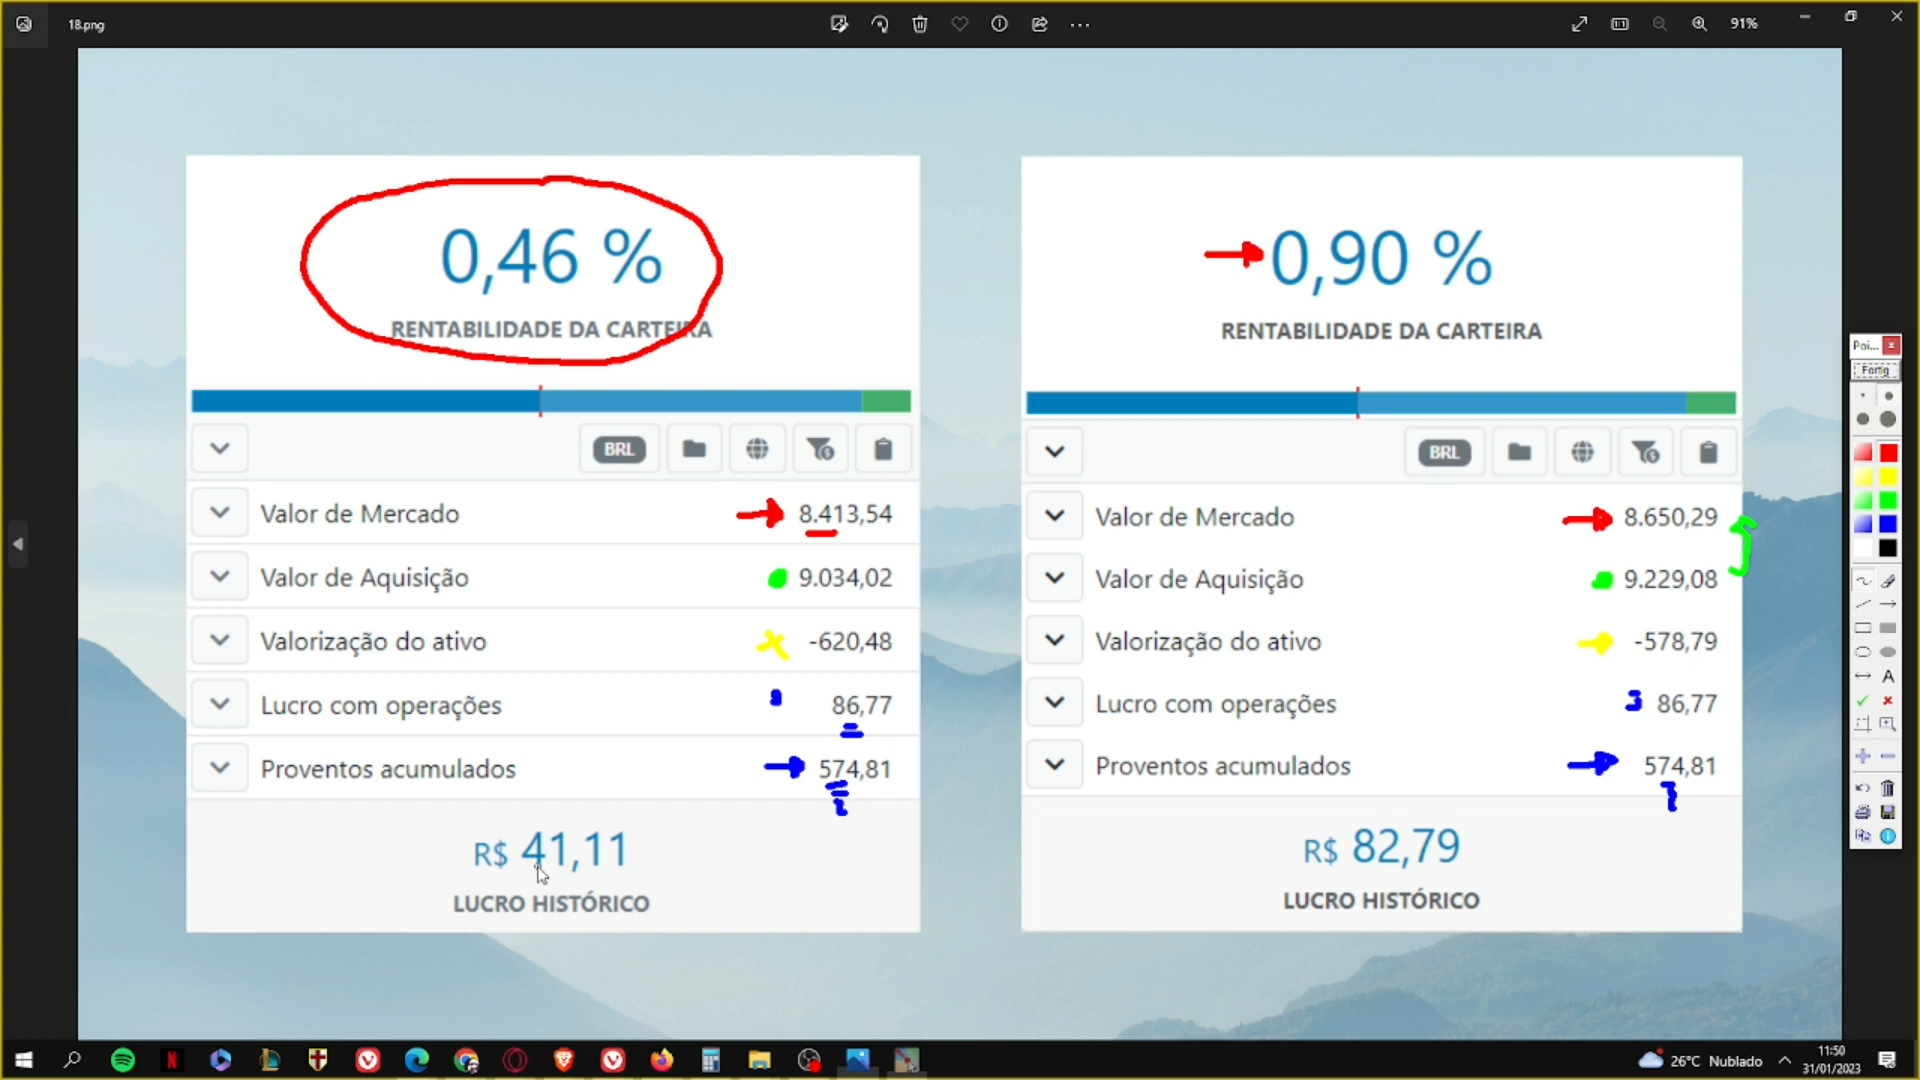 18.png
91%
0,46 %
RENTABILIDADE DA CARTEIRA
BRL
Valor de Mercado 8.413,54
Valor de Aquisição 9.034,02
Valorização do ativo -620,48
Lucro com operações 86,77
Proventos acumulados 574,81
R$ 41,11
LUCRO HISTÓRICO
0,90 %
RENTABILIDADE DA CARTEIRA
BRL
Valor de Mercado 8.650,29
Valor de Aquisição 9.229,08
Valorização do ativo -578,79
Lucro com operações 86,77
Proventos acumulados 574,81
R$ 82,79
LUCRO HISTÓRICO
Poi...
Fertig
A
26°C Nublado
11:50
31/01/2023